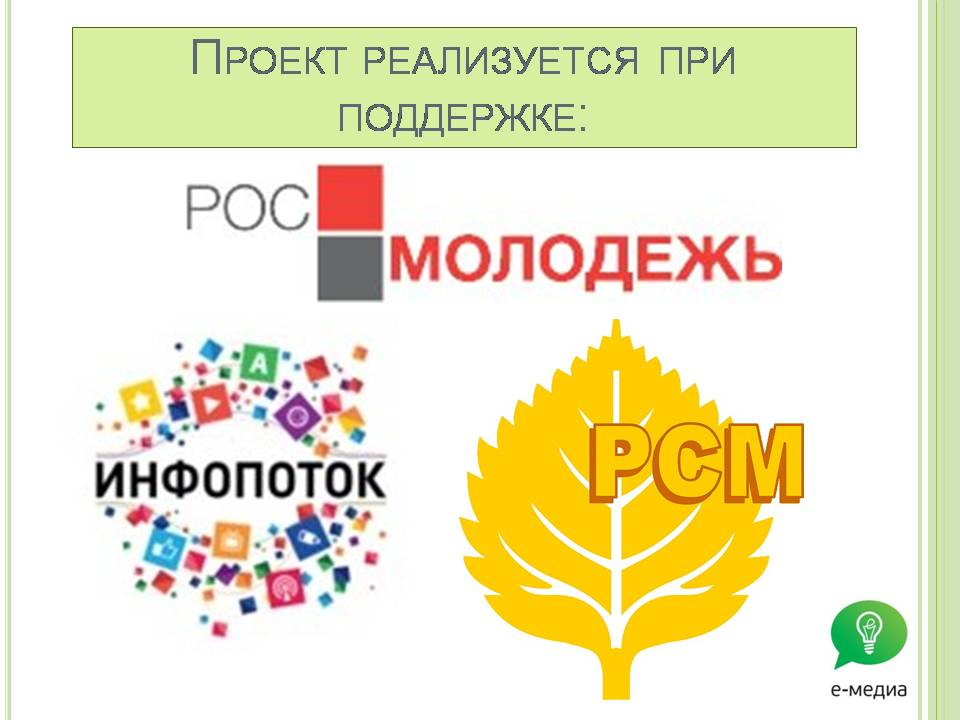 Проект реализуется при
поддержке:
РОС
МОЛОДЕЖЬ
А
ИНФОПОТОК
РСМ
е-медиа